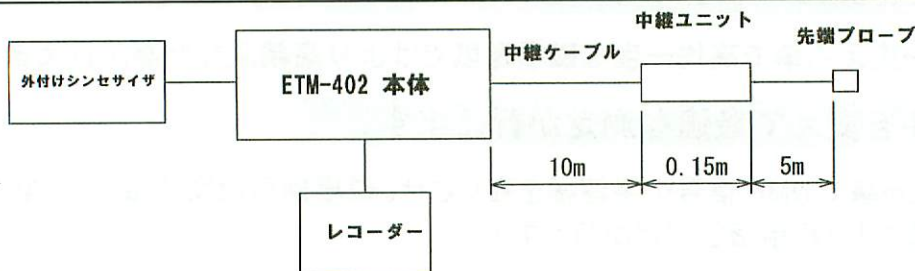 中継ユニット
先端プローブ
中継ケーブル
外付けシンセサイザ
ETM-402 本体
10m
0.15m
5m
レコーダー